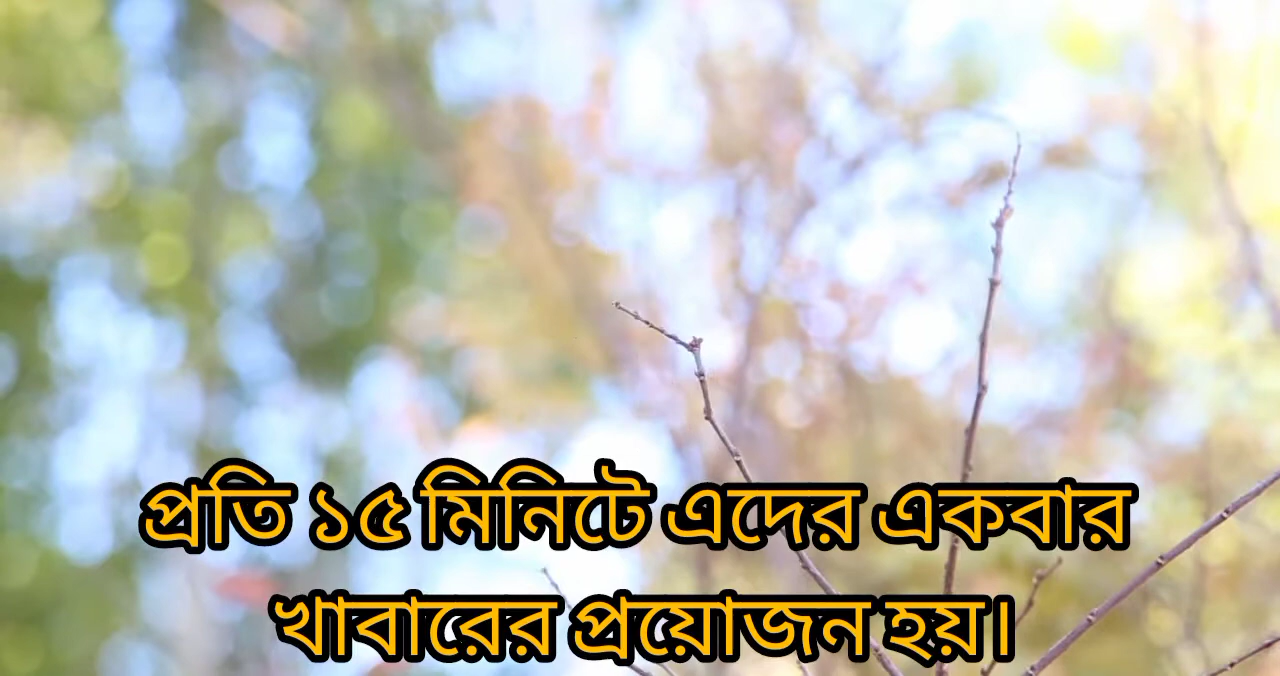 প্রতি ১৫ মিনিটে এদের একবার
খাবারের প্রয়োজন হয়।